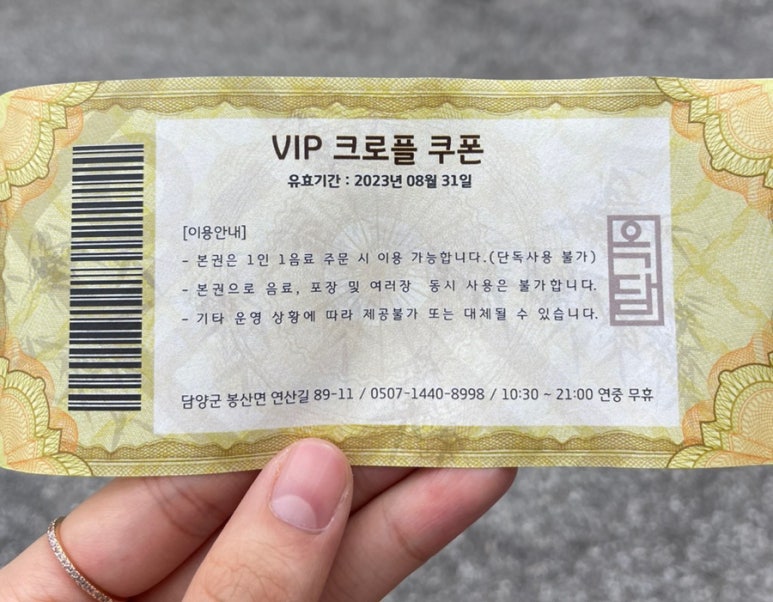 VIP 크로플 쿠폰
유효기간 : 2023년 08월 31일
[이용안내]
- 본권은 1인 1음료 주문 시 이용 가능합니다.(단독사용 불가)
- 본권으로 음료, 포장 및 여러장 동시 사용은 불가합니다.
- 기타 운영 상황에 따라 제공불가 또는 대체될 수 있습니다.
옥담
담양군 봉산면 연산길 89-11 / 0507-1440-8998 / 10:30 ~ 21:00 연중 무휴